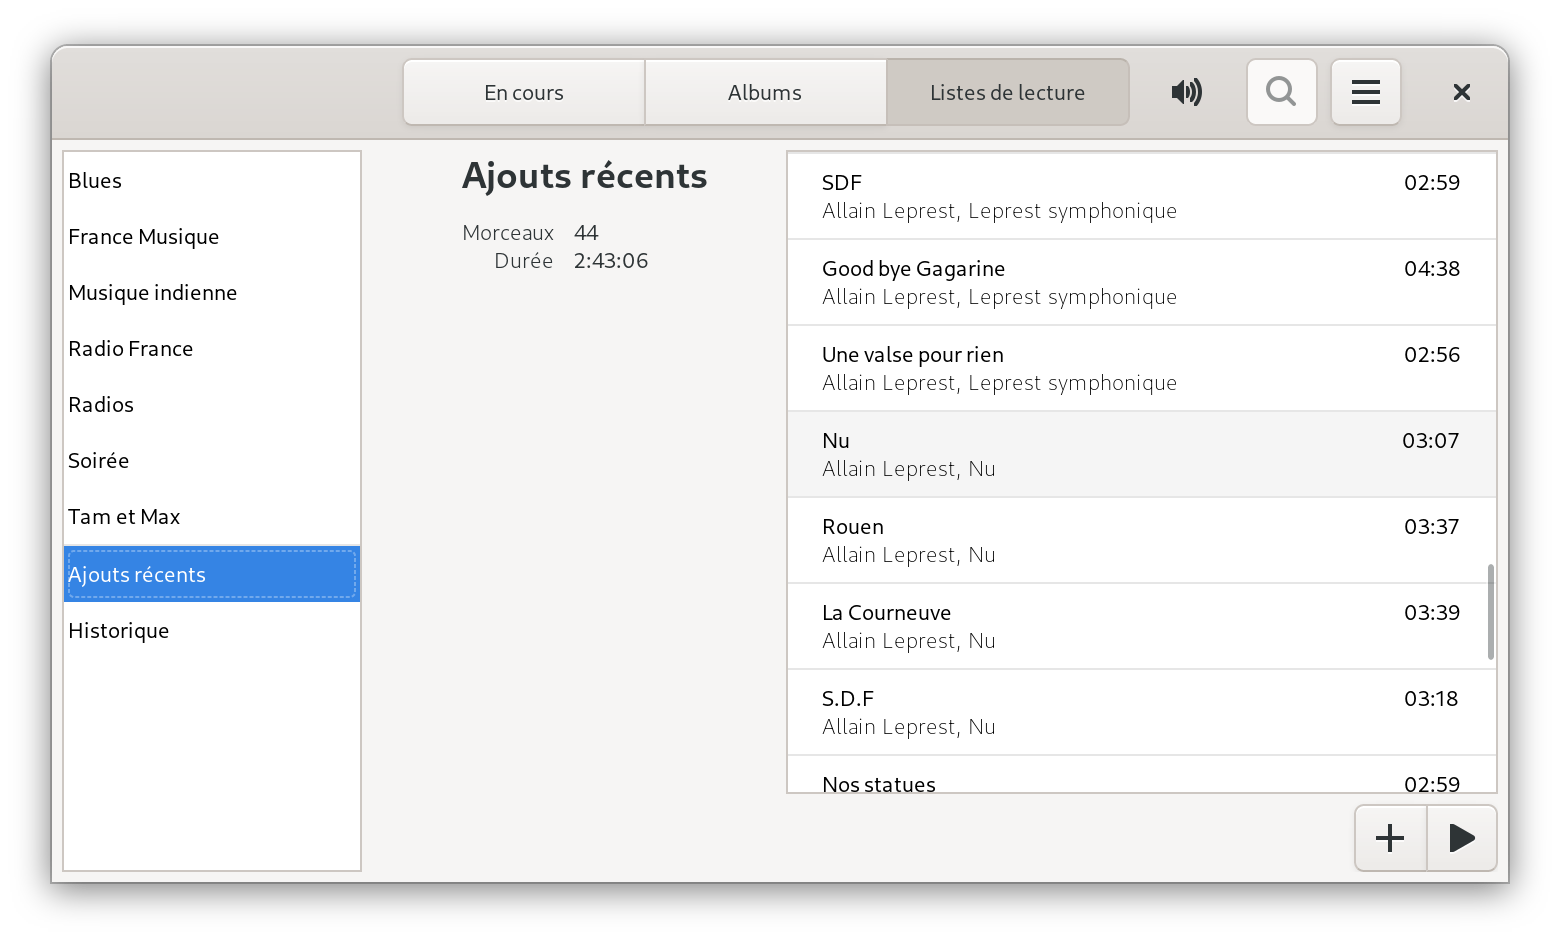 En cours
Albums
Listes de lecture
Blues
France Musique
Musique indienne
Radio France
Radios
Soirée
Tam et Max
Ajouts récents
Historique
Ajouts récents
Morceaux 44
Durée 2:43:06
SDF 02:59
Allain Leprest, Leprest symphonique
Good bye Gagarine 04:38
Allain Leprest, Leprest symphonique
Une valse pour rien 02:56
Allain Leprest, Leprest symphonique
Nu 03:07
Allain Leprest, Nu
Rouen 03:37
Allain Leprest, Nu
La Courneuve 03:39
Allain Leprest, Nu
S.D.F 03:18
Allain Leprest, Nu
Nos statues 02:59